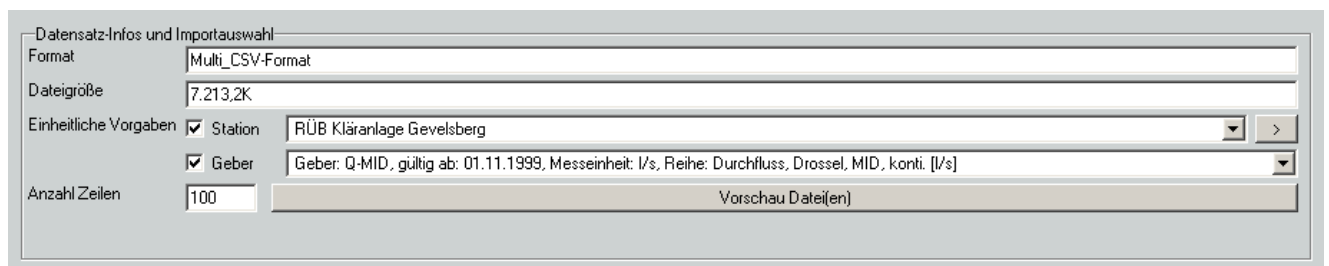 Datensatz-Infos und Importauswahl
Format Multi_CSV-Format
Dateigröße 7.213,2K
Einheitliche Vorgaben Station RÜB Kläranlage Gevelsberg >
Geber Geber: Q-MID, gültig ab: 01.11.1999, Messeinheit: l/s, Reihe: Durchfluss, Drossel, MID, konti. [l/s]
Anzahl Zeilen 100 Vorschau Datei(en)